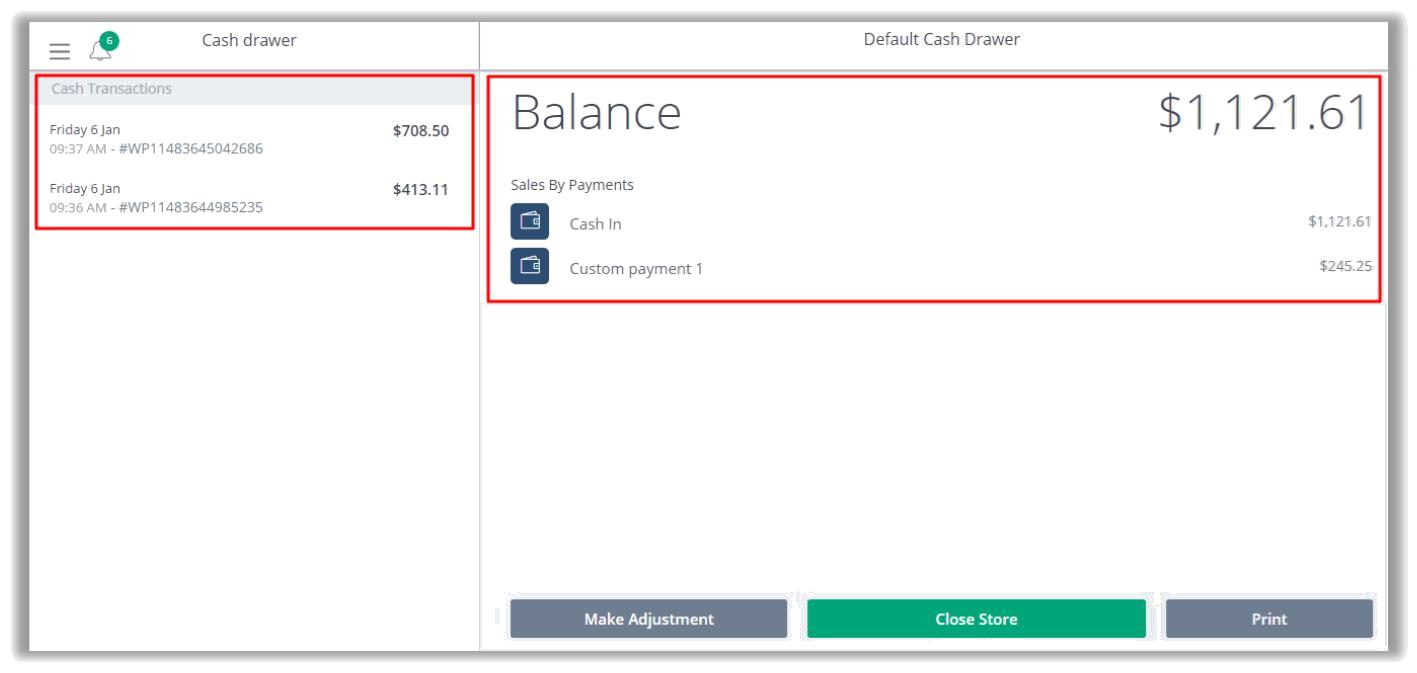 6
Cash drawer
Default Cash Drawer
Cash Transactions
Friday 6 Jan
$708.50
09:37 AM - #WP11483645042686
Friday 6 Jan
$413.11
09:36 AM - #WP11483644985235
Balance
$1,121.61
Sales By Payments
Cash In
$1,121.61
Custom payment 1
$245.25
Make Adjustment
Close Store
Print